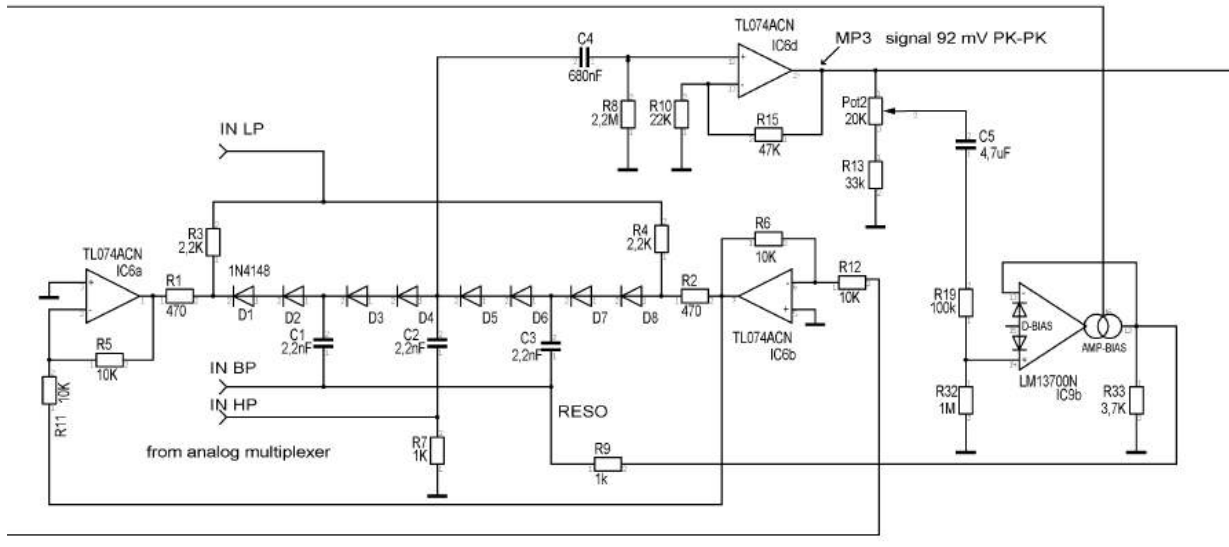 TL074ACN
IC6d
MP3 signal 92 mV PK-PK
C4
680nF
R8
2,2M
R10
22K
R15
47K
Pot2
20K
R13
33k
C5
4,7uF
IN LP
R3
2,2K
R4
2,2K
TL074ACN
IC6a
R1
470
1N4148
D1
D2
D3
D4
D5
D6
D7
D8
R2
470
R6
10K
R12
10K
TL074ACN
IC6b
R5
10K
10K
R11
C1
2,2nF
C2
2,2nF
C3
2,2nF
IN BP
IN HP
RESO
from analog multiplexer
R7
1K
R9
1k
R19
100k
R32
1M
D-BIAS
AMP-BIAS
LM13700N
IC9b
R33
3,7K